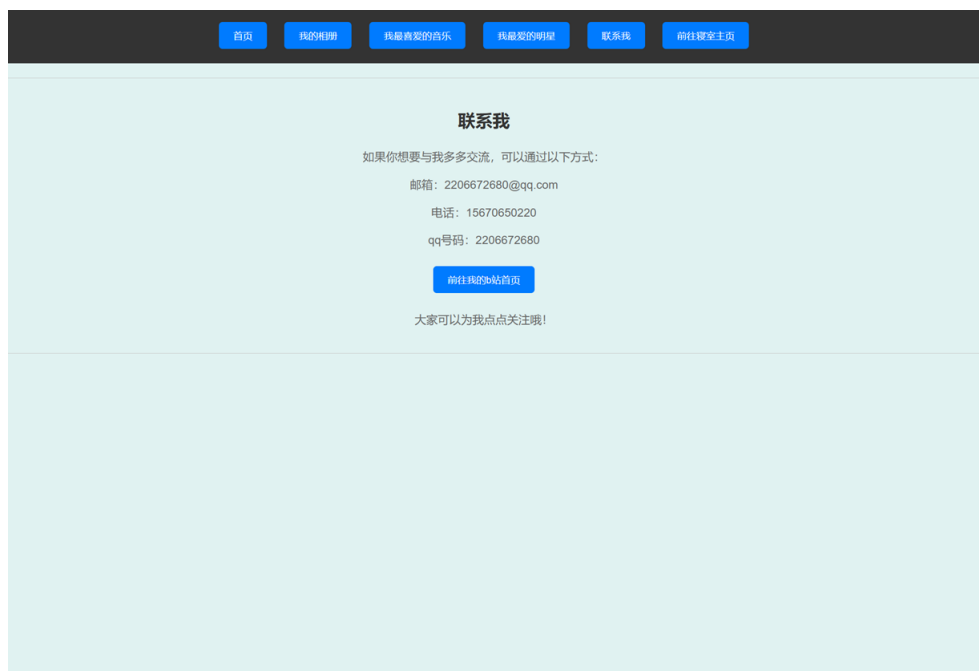 首页 我的相册 我最喜爱的音乐 我最爱的明星 联系我 前往寝室主页
联系我
如果你想要与我多多交流，可以通过以下方式：
邮箱：2206672680@qq.com
电话：15670650220
qq号码：2206672680
前往我的b站首页
大家可以为我点点关注哦！